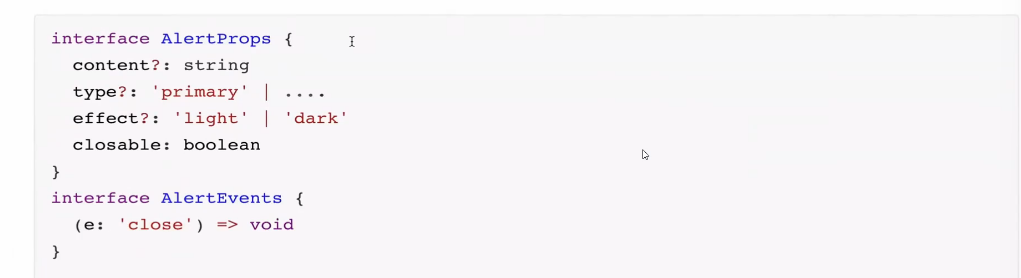 interface AlertProps {
  content?: string
  type?: 'primary' | ....
  effect?: 'light' | 'dark'
  closable: boolean
}
interface AlertEvents {
  (e: 'close') => void
}